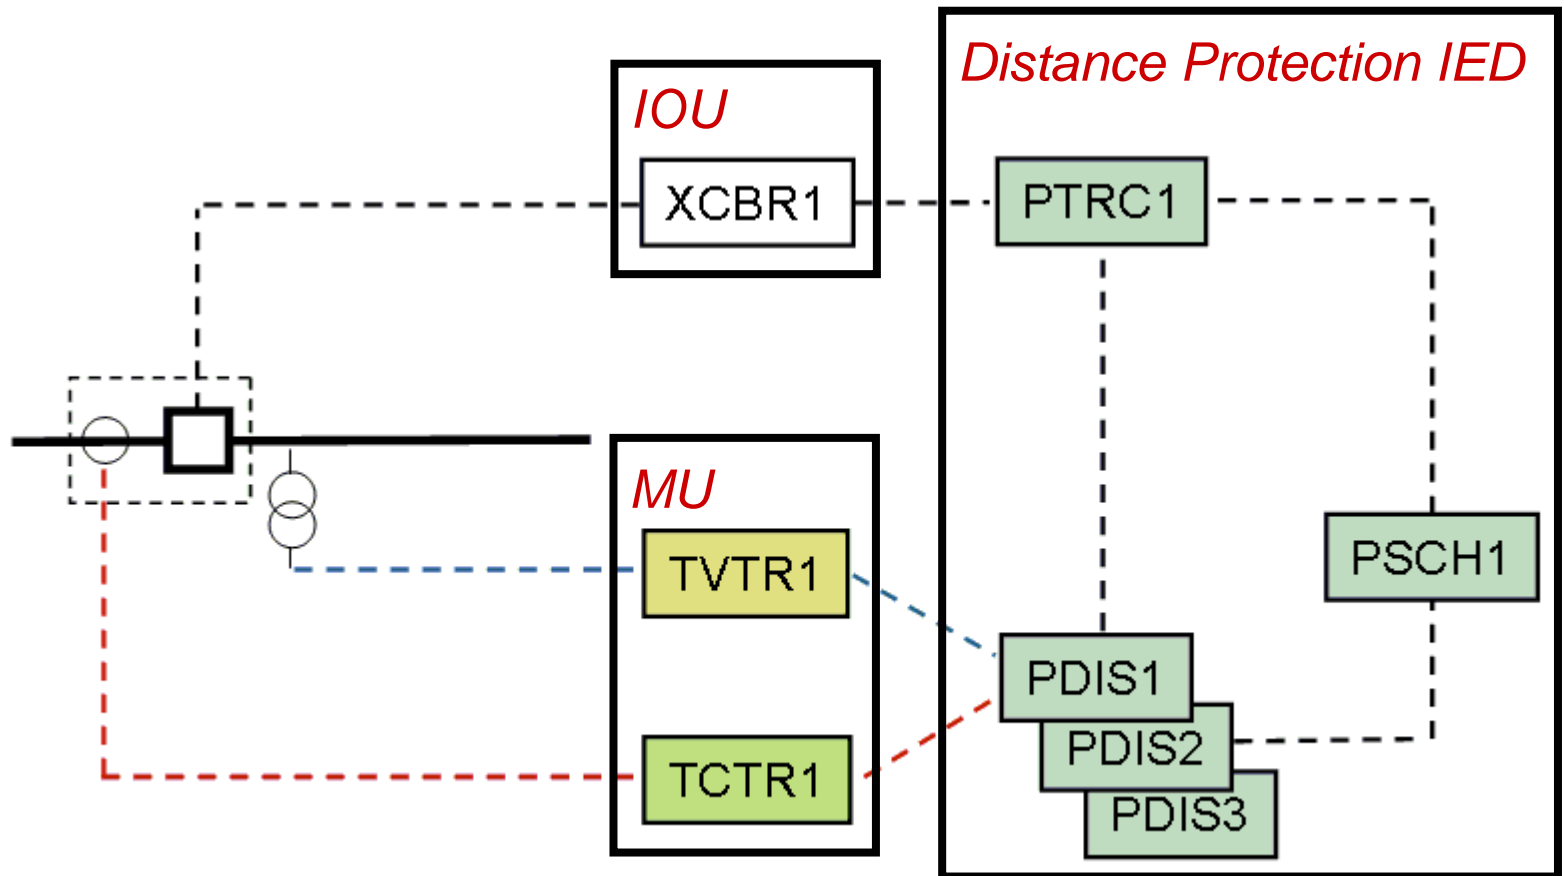 Distance Protection IED
IOU
XCBR1
PTRC1
MU
TVTR1
PSCH1
PDIS1
PDIS2
TCTR1
PDIS3